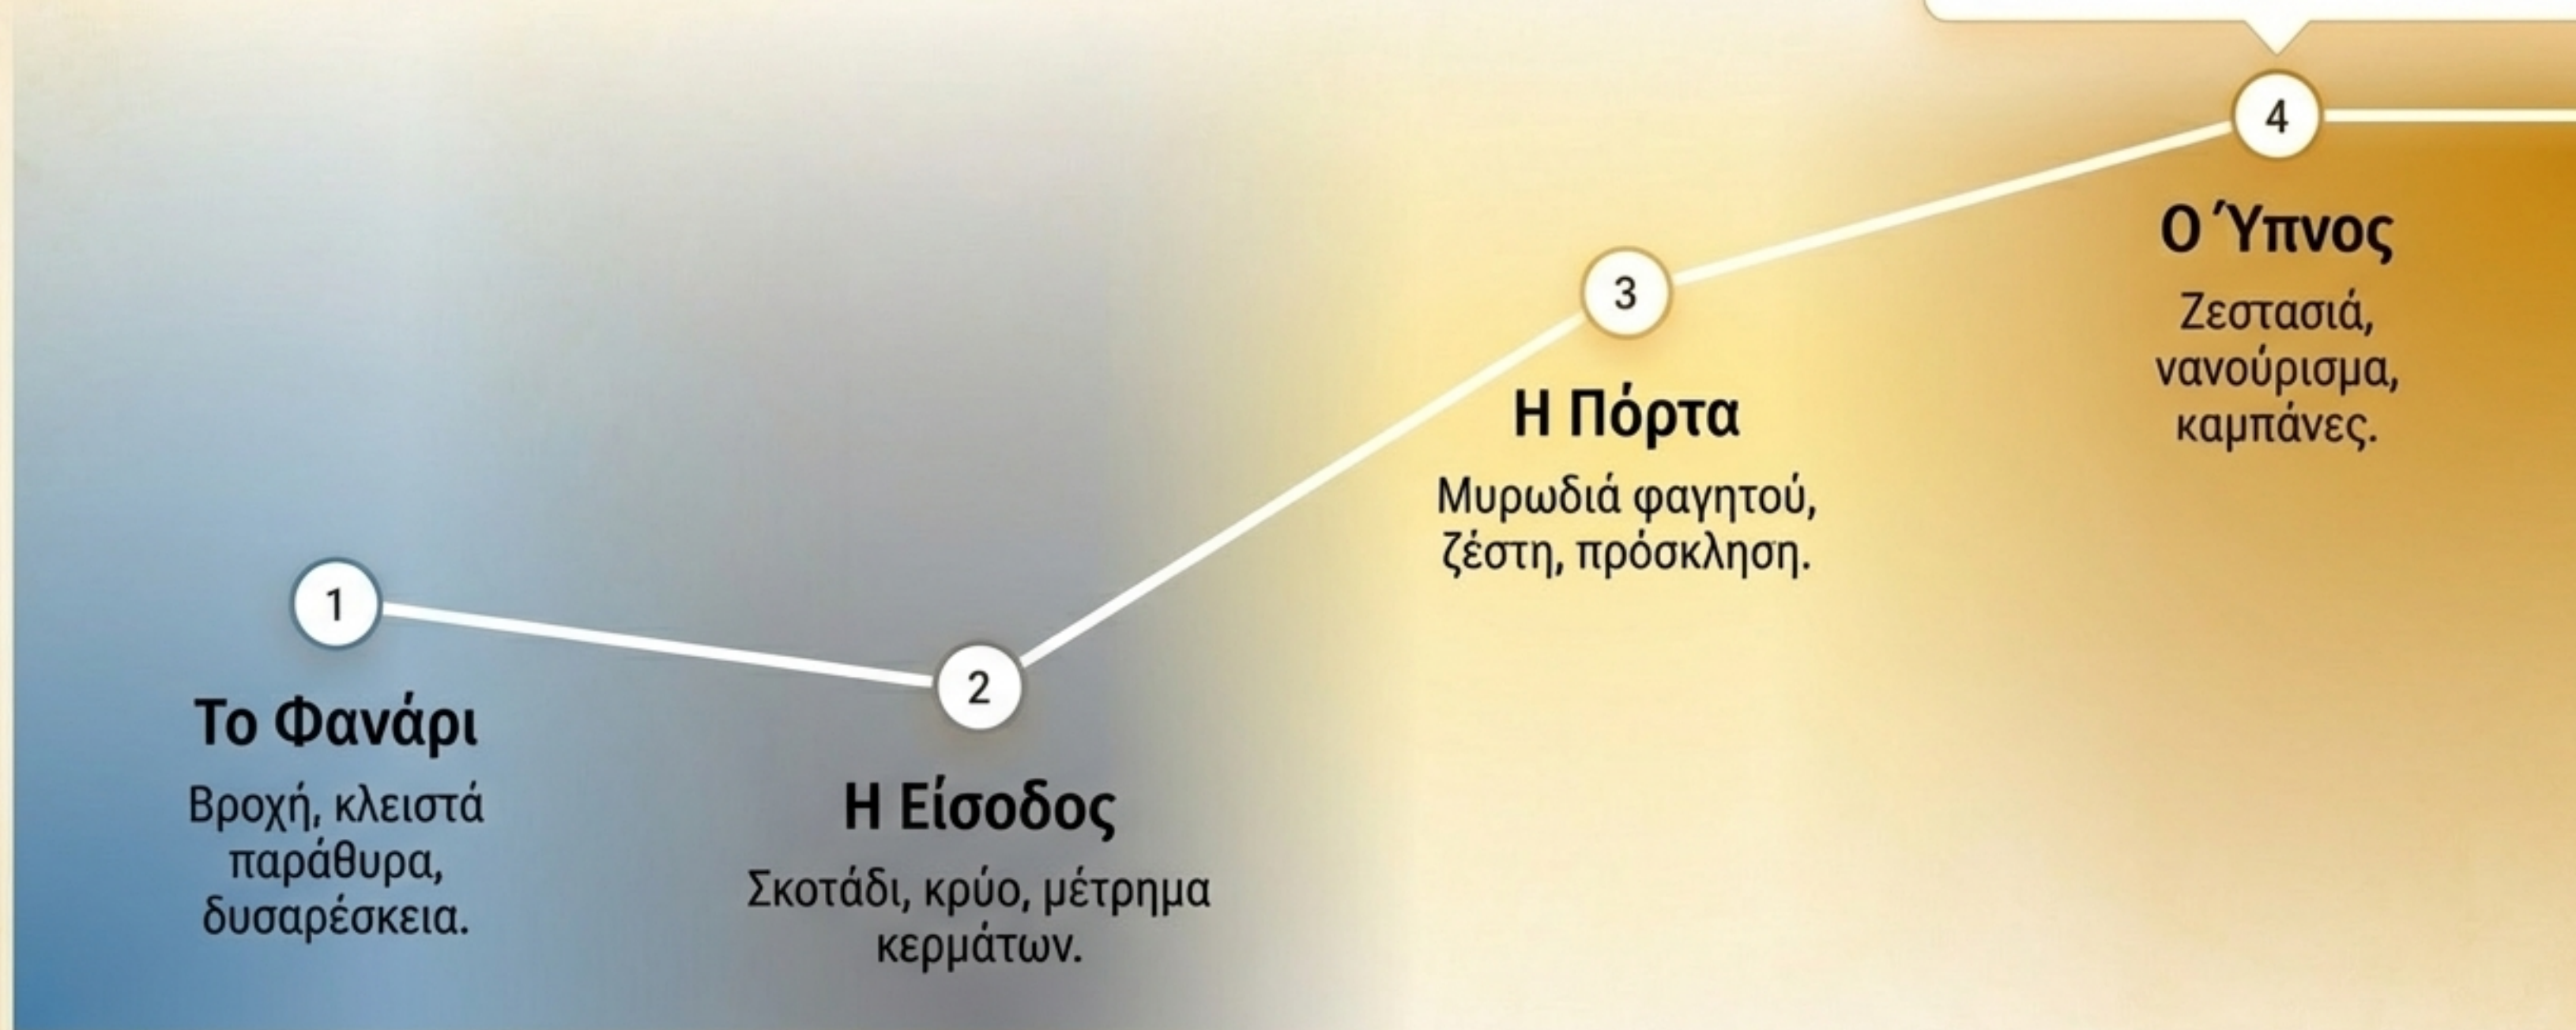 1
Το Φανάρι
Βροχή, κλειστά
παράθυρα,
δυσαρέσκεια.
2
Η Είσοδος
Σκοτάδι, κρύο, μέτρημα
κερμάτων.
3
Η Πόρτα
Μυρωδιά φαγητού,
ζέστη, πρόσκληση.
4
Ο Ύπνος
Ζεστασιά,
νανούρισμα,
καμπάνες.